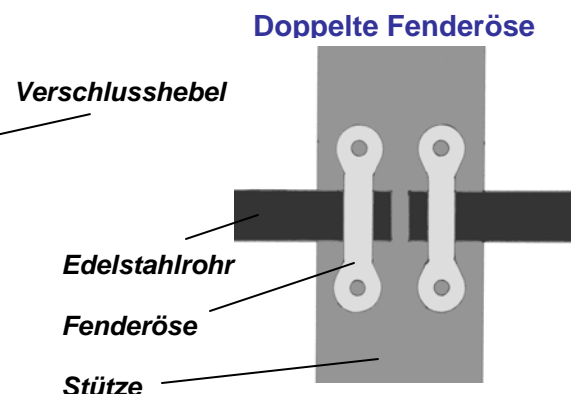 Doppelte Fenderöse
Verschlusshebel
Edelstahlrohr
Fenderöse
Stütze